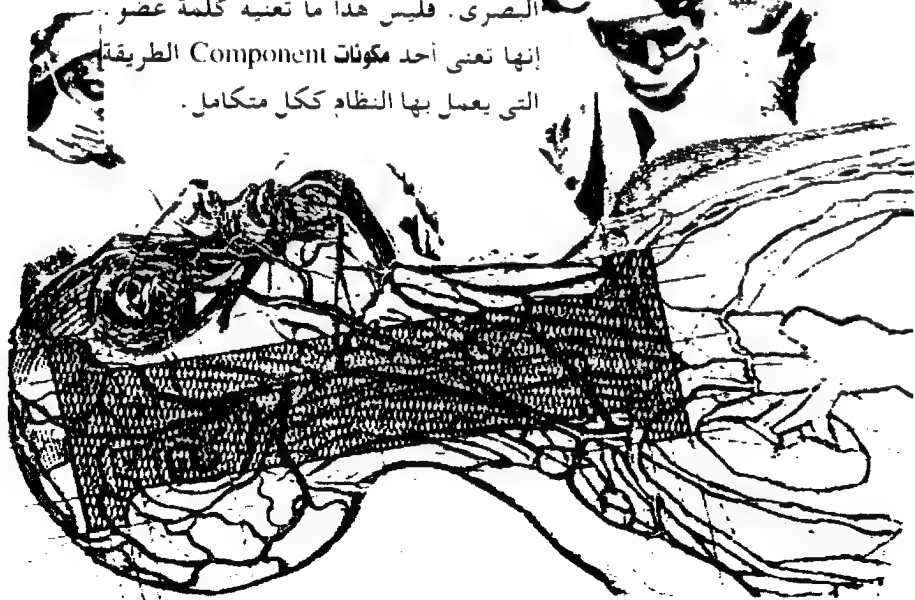 البصرى. فليس هذا ما تعنيه كلمة عضو.
إنها تعنى أحد مكونات Component الطريقة
التى يعمل بها النظام ككل متكامل.